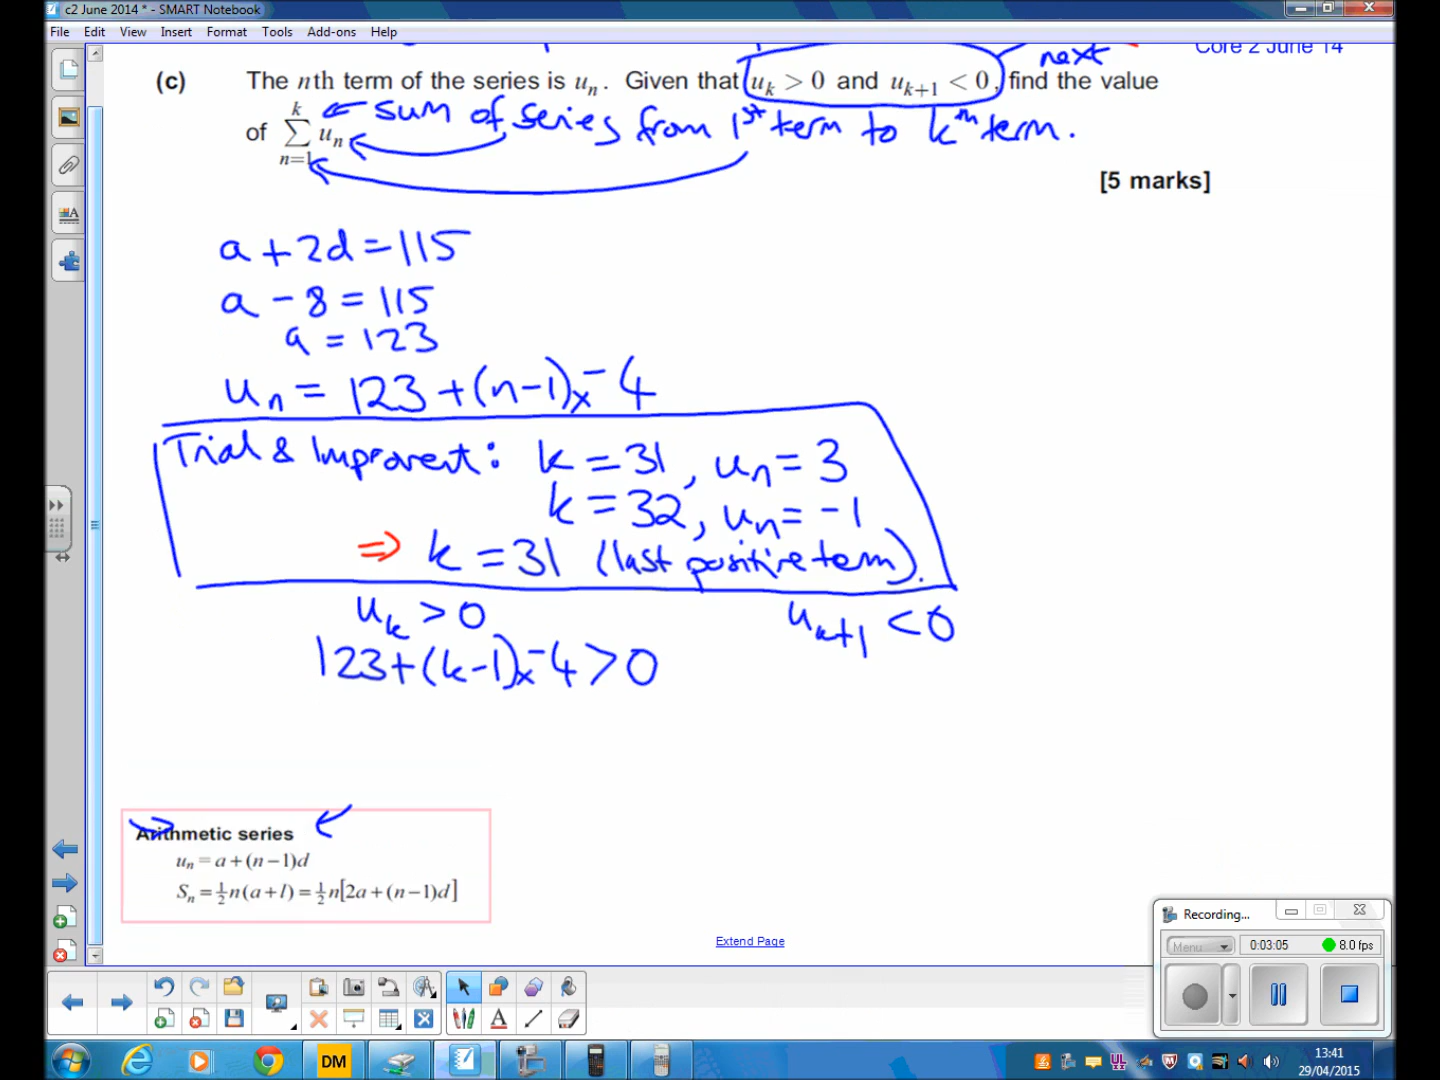 c2 June 2014 * - SMART Notebook
File Edit View Insert Format Tools Add-ons Help
Core 2 June 14
next
(c) The nth term of the series is uₙ. Given that uₖ > 0 and uₖ₊₁ < 0, find the value
of ∑ₙ₌₁ᵏ uₙ
sum of series from 1st term to kth term.
[5 marks]
a + 2d = 115
a - 8 = 115
a = 123
uₙ = 123 + (n-1)×⁻4
Trial & Improvent: k = 31, uₙ = 3
k = 32, uₙ = -1
⇒ k = 31 (last positive term).
uₖ > 0 uₖ₊₁ < 0
123 + (k-1)×⁻4 > 0
Arithmetic series
uₙ = a + (n - 1)d
Sₙ = ½n(a + l) = ½n[2a + (n - 1)d]
Extend Page
Recording...
Menu 0:03:05 8.0 fps
DM
13:41
29/04/2015